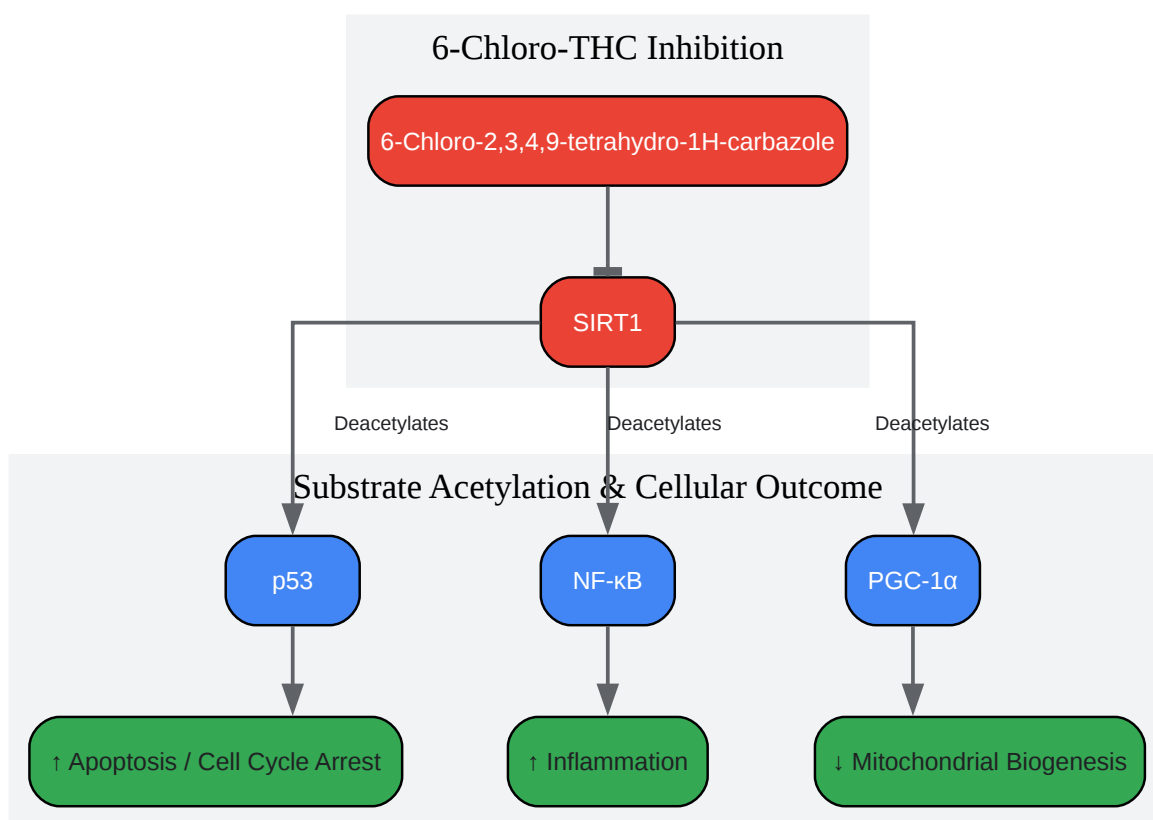 6-Chloro-THC Inhibition
6-Chloro-2,3,4,9-tetrahydro-1H-carbazole
SIRT1
Deacetylates
Deacetylates
Deacetylates
Substrate Acetylation & Cellular Outcome
p53
NF-κB
PGC-1α
↑ Apoptosis / Cell Cycle Arrest
↑ Inflammation
↓ Mitochondrial Biogenesis